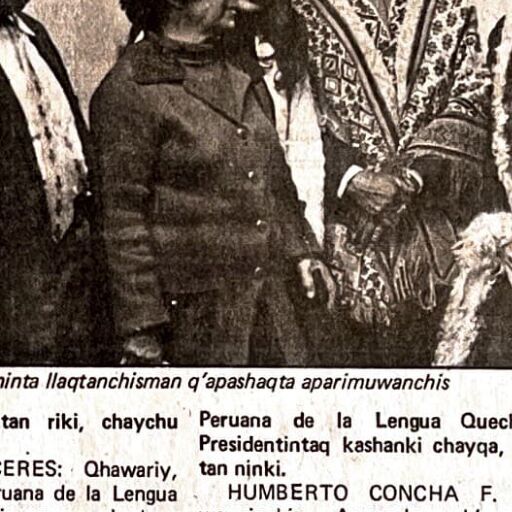 ninta llaqtanchisman q'apashaqta aparimuwanchis
tan riki, chaychu
CERES: Qhawariy,
ruana de la Lengua
Peruana de la Lengua Quech
Presidentintaq kashanki chayqa,
tan ninki.
HUMBERTO CONCHA F.